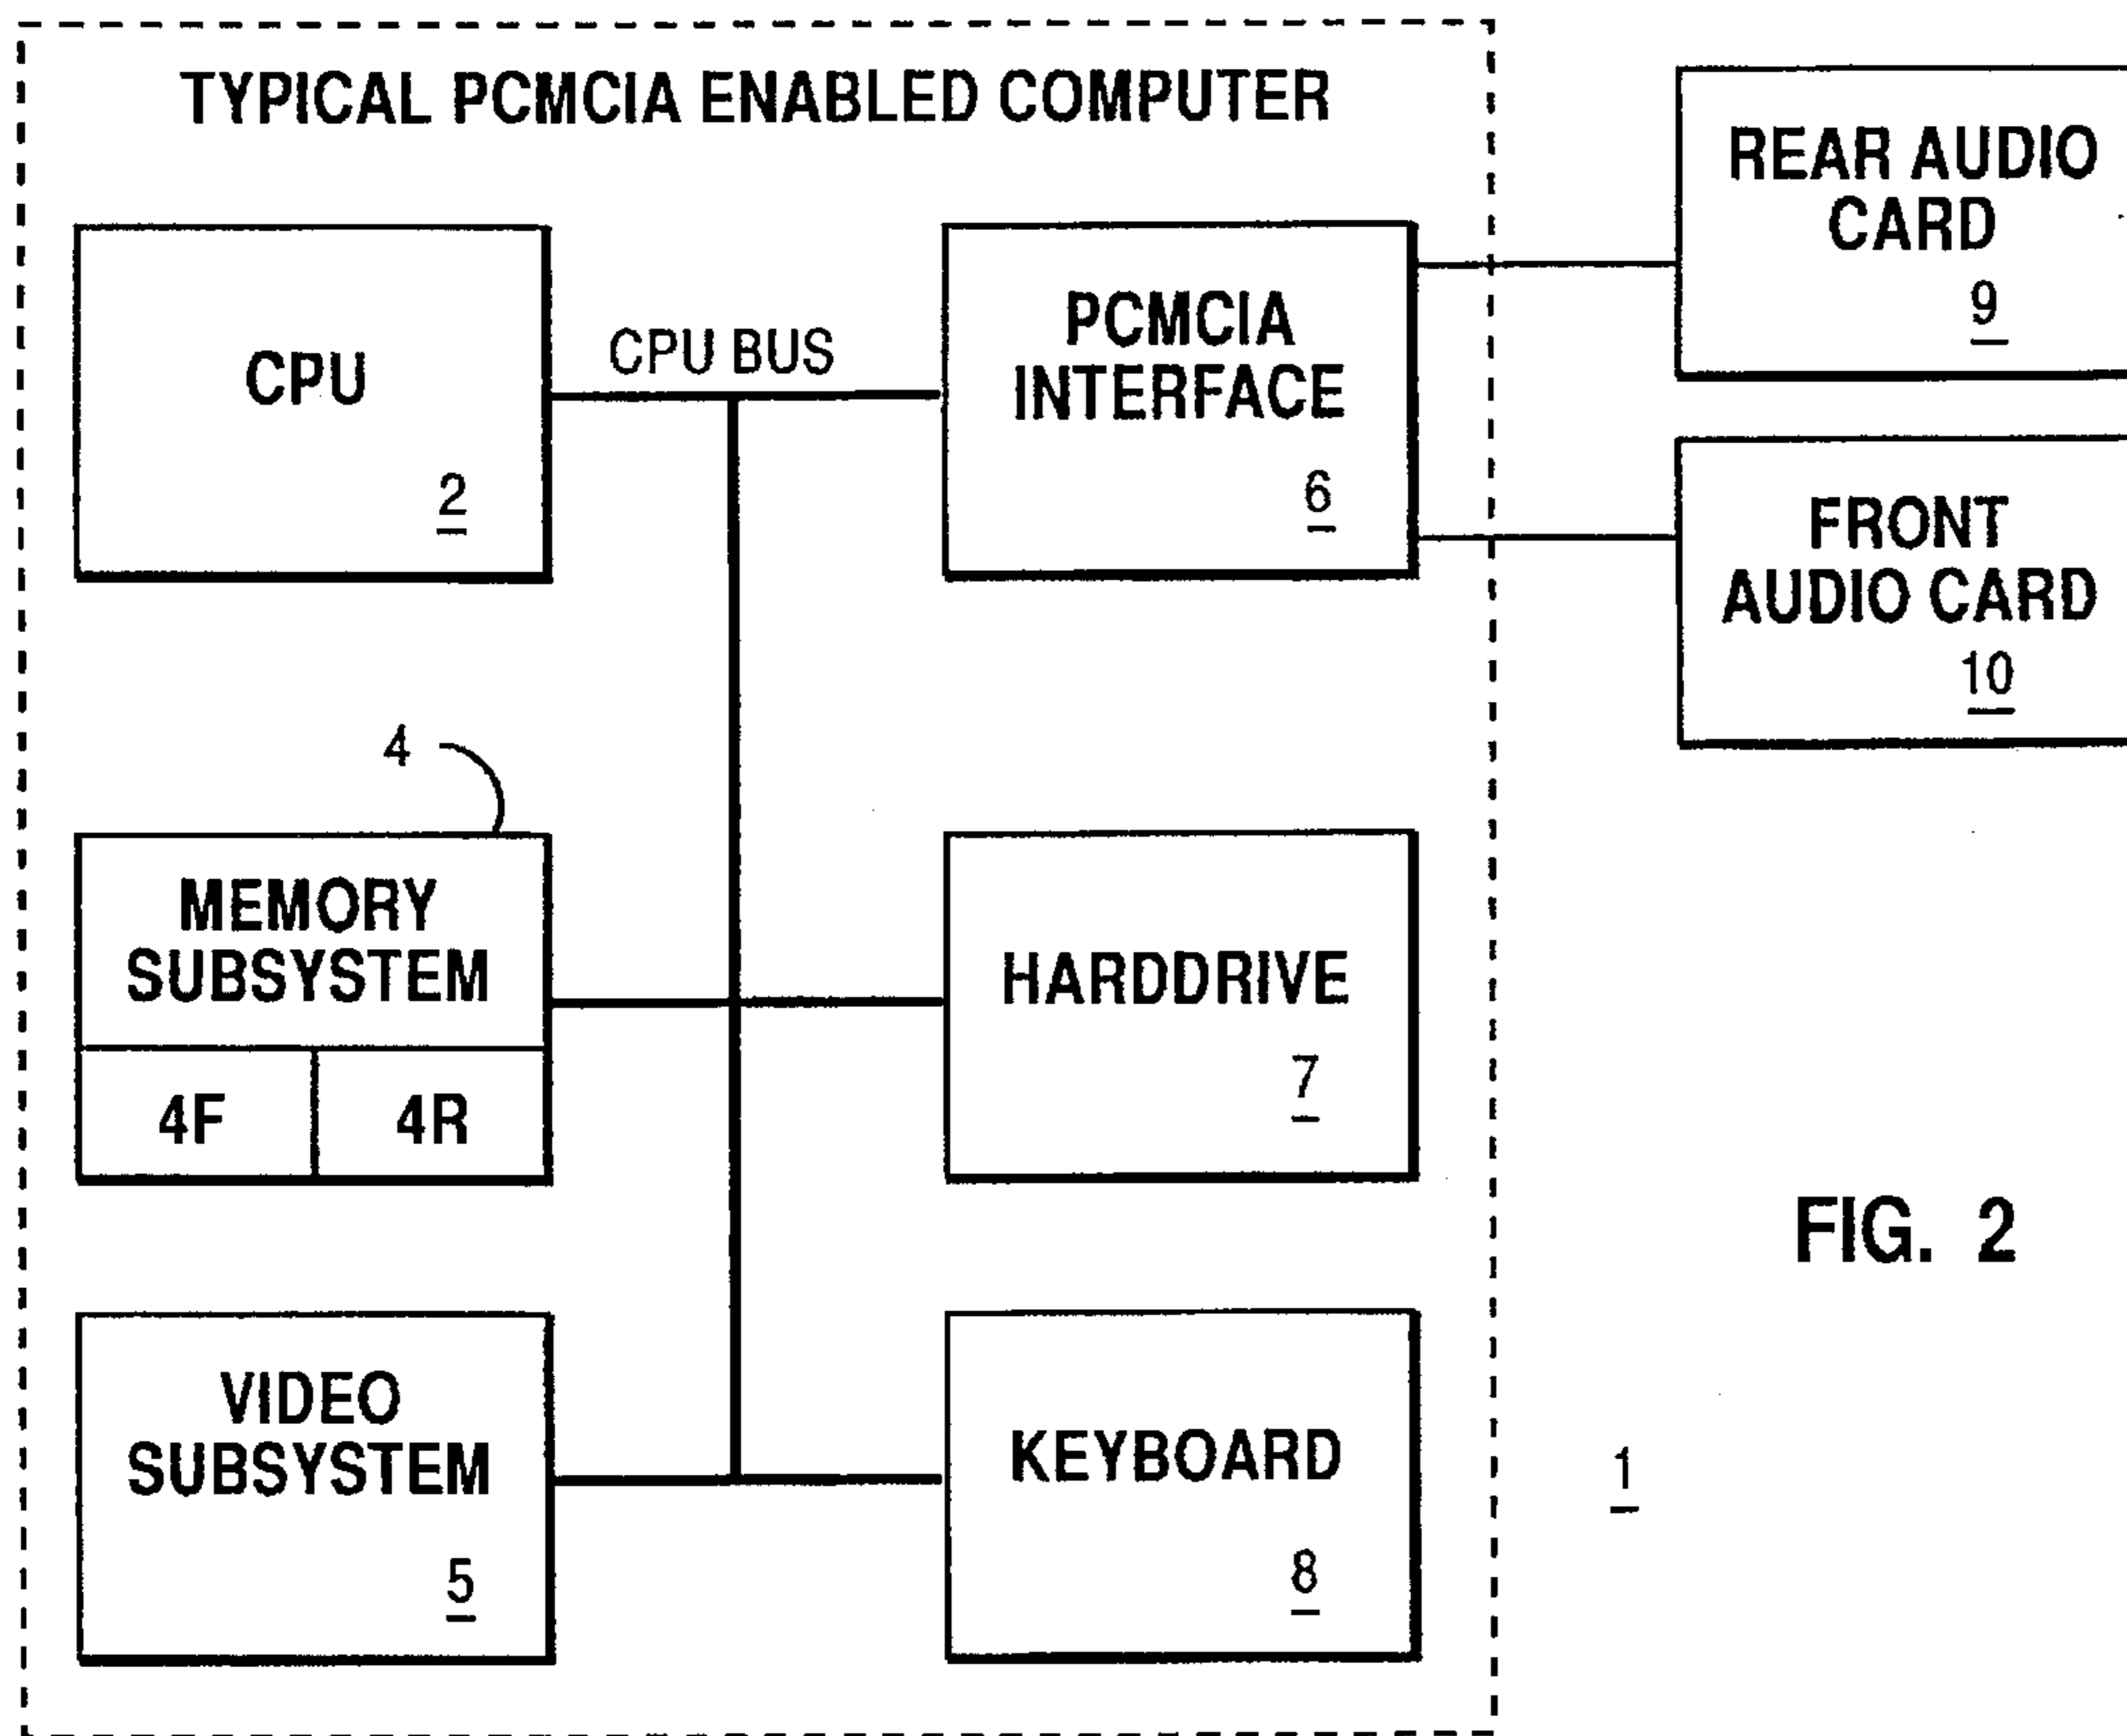 TYPICAL PCMCIA ENABLED COMPUTER
CPU
2
CPU BUS
PCMCIA
INTERFACE
6
REAR AUDIO
CARD
9
FRONT
AUDIO CARD
10
4
MEMORY
SUBSYSTEM
4F
4R
HARDDRIVE
7
VIDEO
SUBSYSTEM
5
KEYBOARD
8
FIG. 2
1